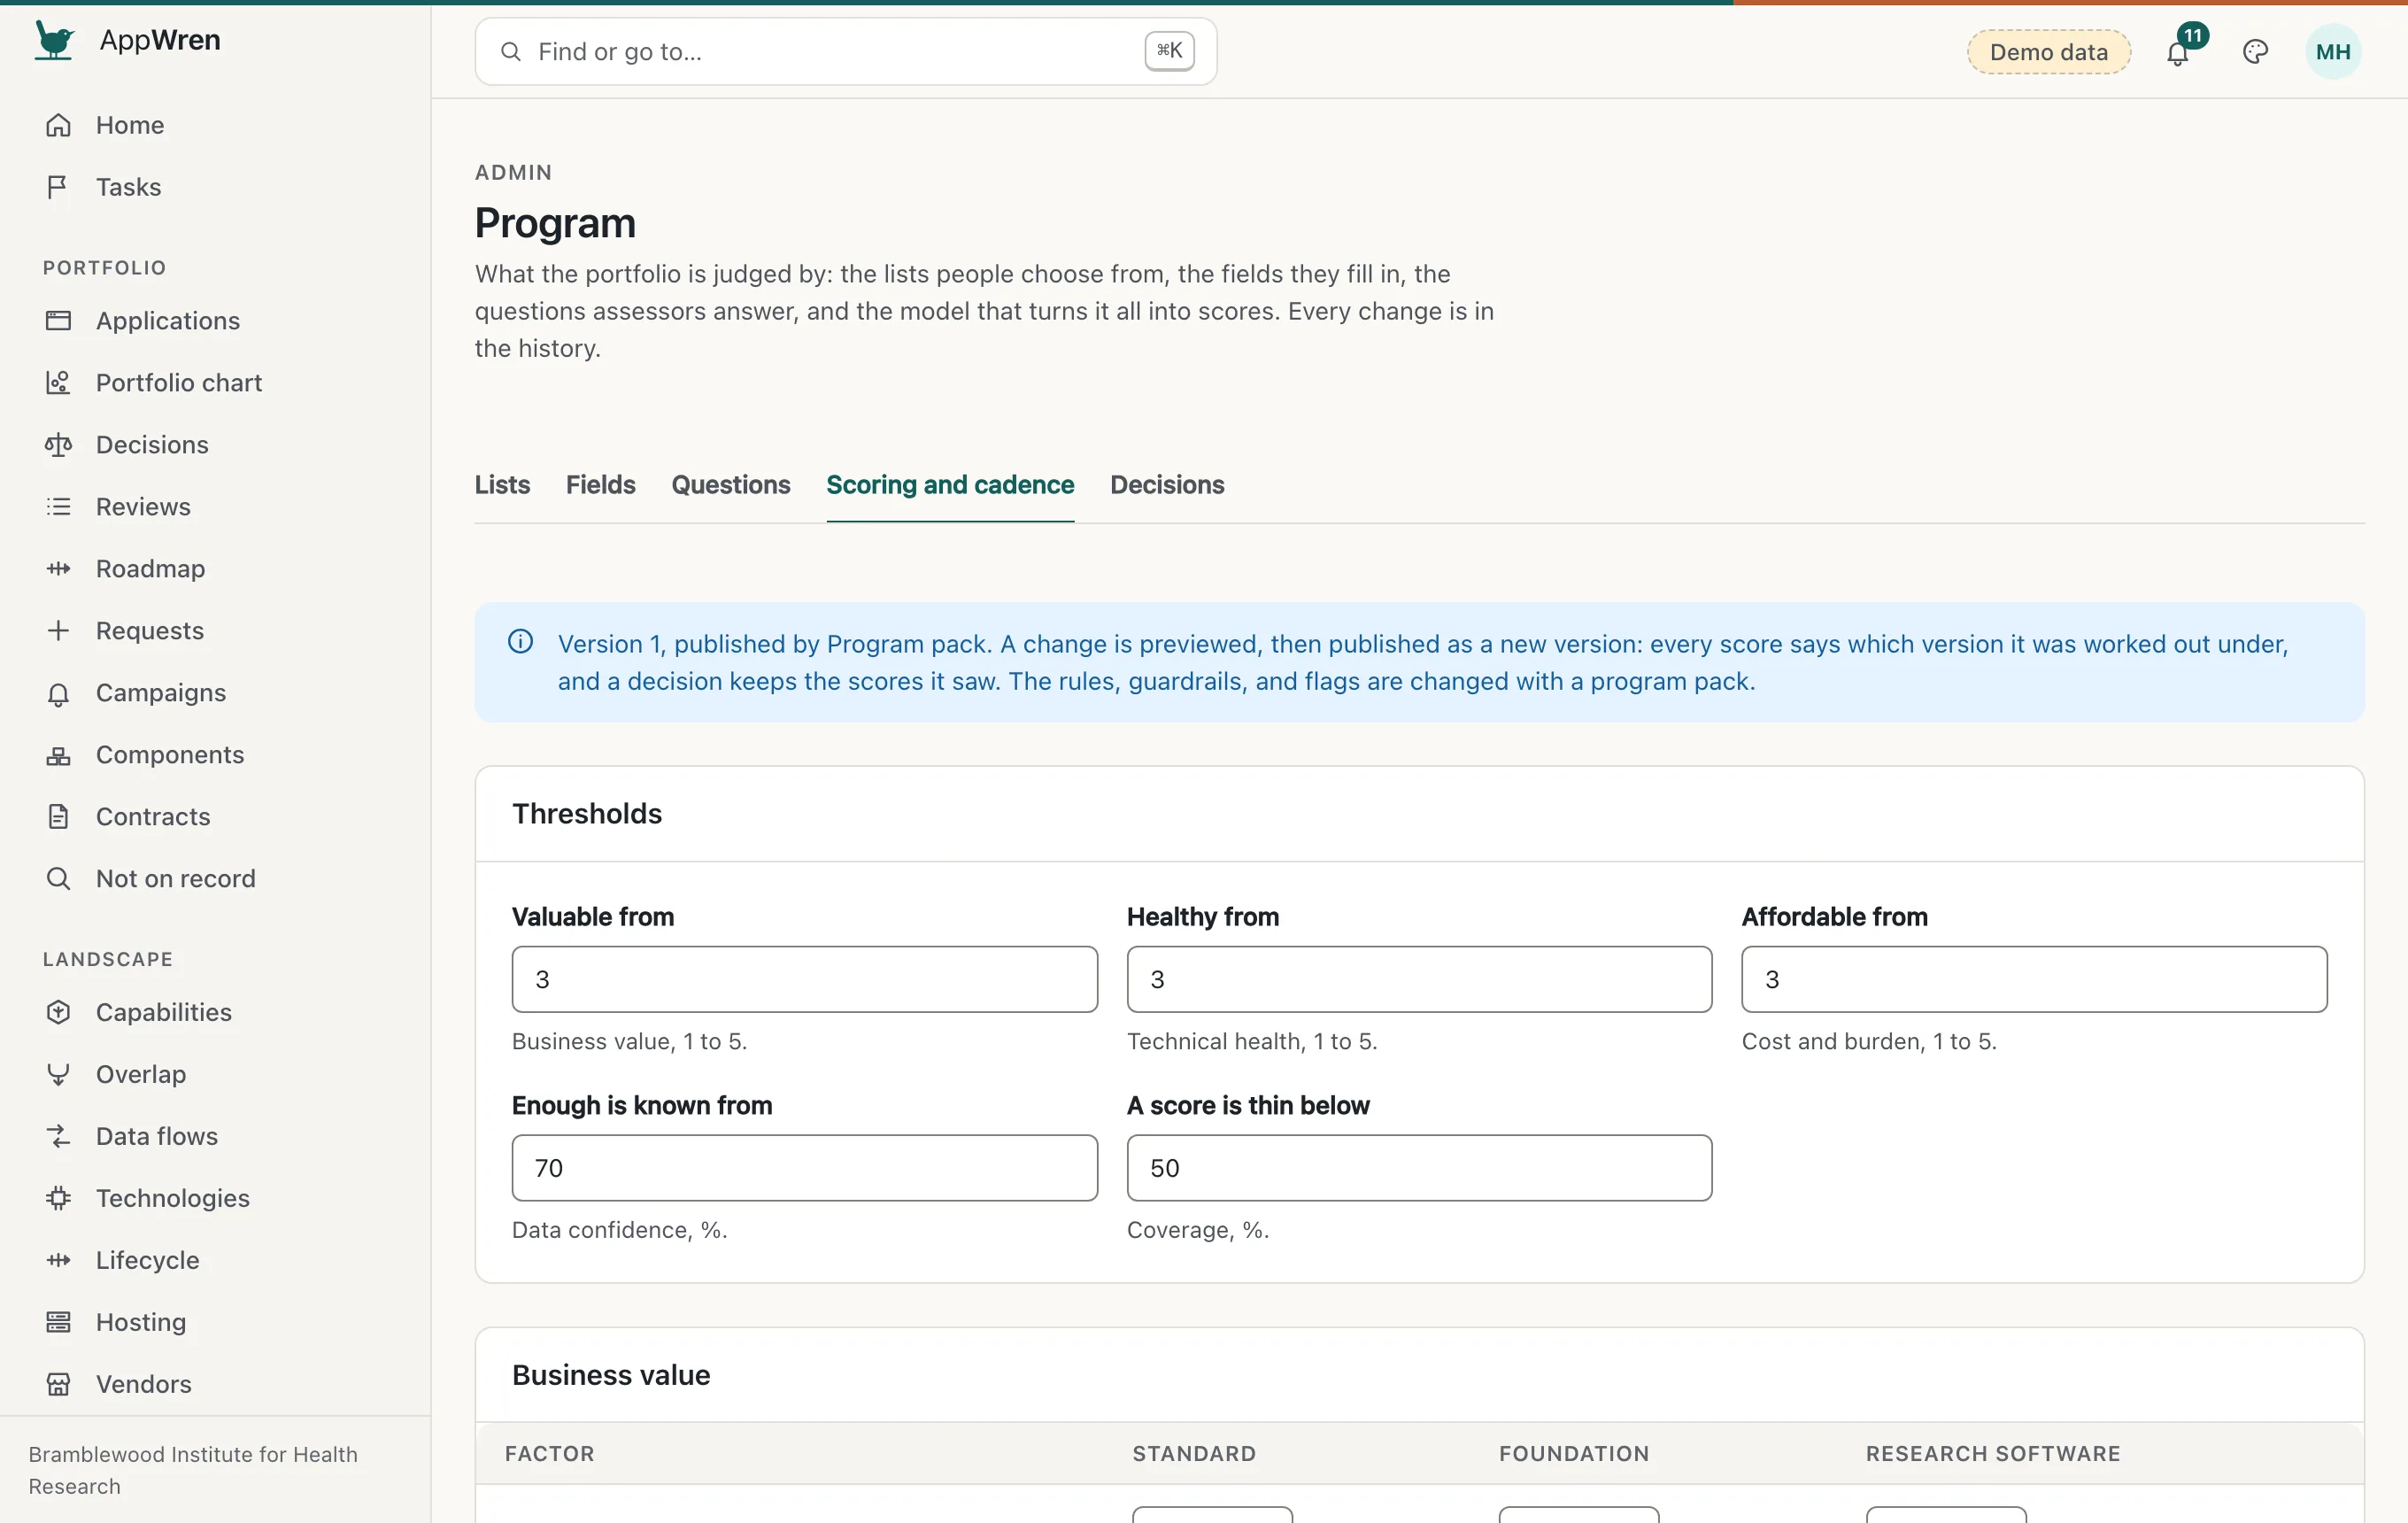 AppWren
Find or go to...
⌘K
Demo data
11
MH
Home
Tasks
PORTFOLIO
Applications
Portfolio chart
Decisions
Reviews
Roadmap
Requests
Campaigns
Components
Contracts
Not on record
LANDSCAPE
Capabilities
Overlap
Data flows
Technologies
Lifecycle
Hosting
Vendors
Bramblewood Institute for Health
Research
ADMIN
Program
What the portfolio is judged by: the lists people choose from, the fields they fill in, the
questions assessors answer, and the model that turns it all into scores. Every change is in
the history.
Lists Fields Questions Scoring and cadence Decisions
Version 1, published by Program pack. A change is previewed, then published as a new version: every score says which version it was worked out under,
and a decision keeps the scores it saw. The rules, guardrails, and flags are changed with a program pack.
Thresholds
Valuable from Healthy from Affordable from
3 3 3
Business value, 1 to 5. Technical health, 1 to 5. Cost and burden, 1 to 5.
Enough is known from A score is thin below
70 50
Data confidence, %. Coverage, %.
Business value
FACTOR STANDARD FOUNDATION RESEARCH SOFTWARE